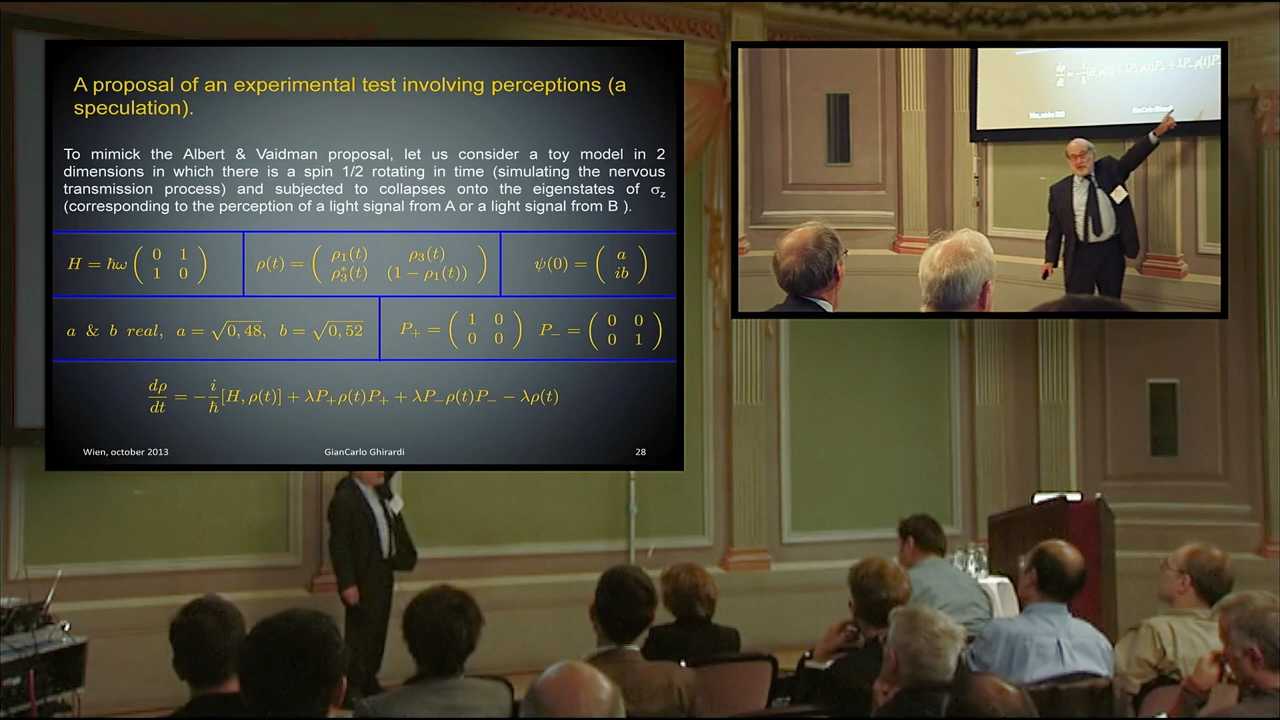 A proposal of an experimental test involving perceptions (a
speculation).
To mimick the Albert & Vaidman proposal, let us consider a toy model in 2
dimensions in which there is a spin 1/2 rotating in time (simulating the nervous
transmission process) and subjected to collapses onto the eigenstates of σz
(corresponding to the perception of a light signal from A or a light signal from B ).
H = ħω ( 0 1 1 0 )  ρ(t) = ( ρ₁(t) ρ₃(t) ρ₃*(t) (1 − ρ₁(t)) )  ψ(0) = ( a ib )
a & b real, a = √0,48, b = √0,52  P₊ = ( 1 0 0 0 )  P₋ = ( 0 0 0 1 )
dρ/dt = −i/ħ[H, ρ(t)] + λP₊ρ(t)P₊ + λP₋ρ(t)P₋ − λρ(t)
Wien, october 2013 GianCarlo Ghirardi 28